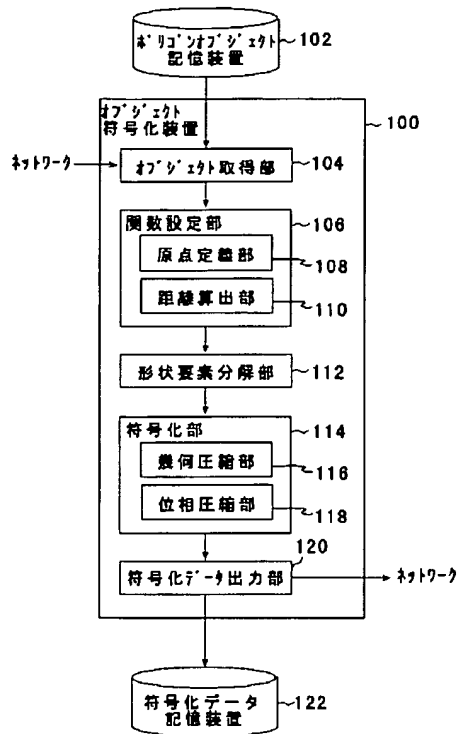 ポリゴンオブジェクト
記憶装置
102
オブジェクト
符号化装置
100
ネットワーク
オブジェクト取得部
104
関数設定部
106
原点定義部
108
距離算出部
110
形状要素分解部
112
符号化部
114
幾何圧縮部
116
位相圧縮部
118
120
符号化データ出力部
ネットワーク
符号化データ
記憶装置
122